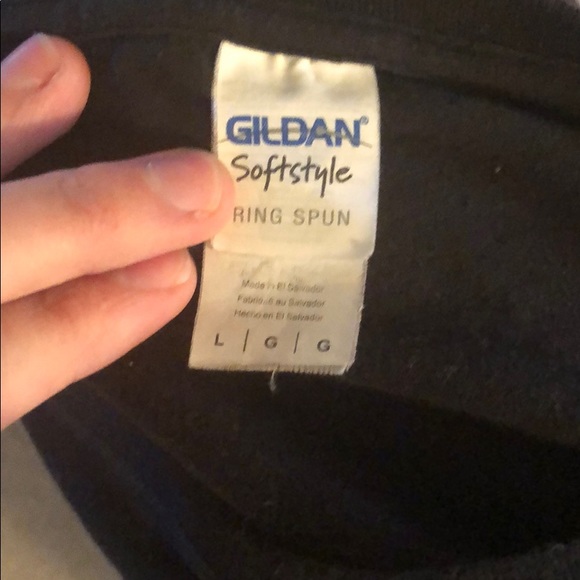 GILDAN®
Softstyle
RING SPUN
Made in El Salvador
Fabriqué au Salvador
Hecho en El Salvador
L | G | G